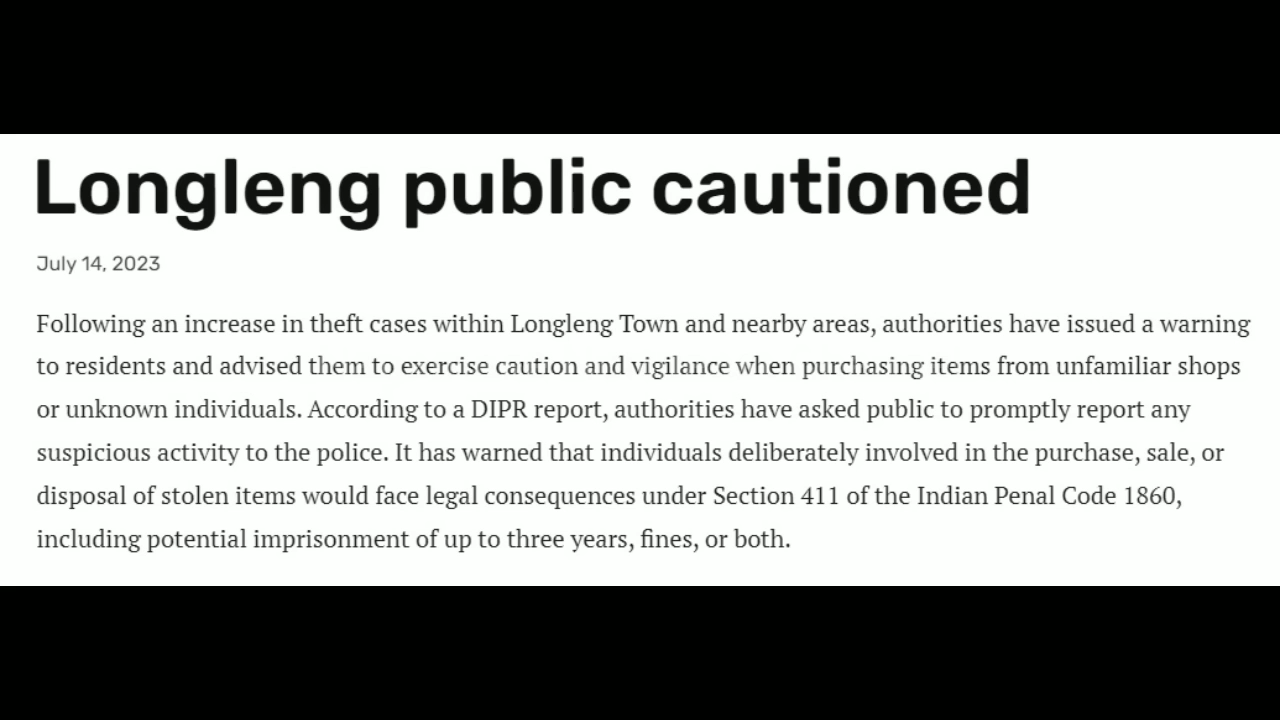 Longleng public cautioned
July 14, 2023
Following an increase in theft cases within Longleng Town and nearby areas, authorities have issued a warning
to residents and advised them to exercise caution and vigilance when purchasing items from unfamiliar shops
or unknown individuals. According to a DIPR report, authorities have asked public to promptly report any
suspicious activity to the police. It has warned that individuals deliberately involved in the purchase, sale, or
disposal of stolen items would face legal consequences under Section 411 of the Indian Penal Code 1860,
including potential imprisonment of up to three years, fines, or both.